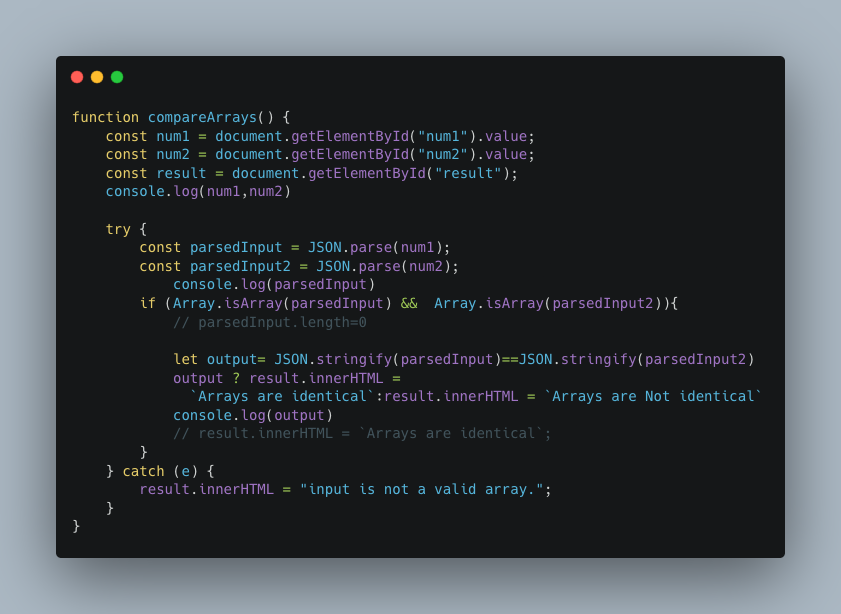 function compareArrays() {
    const num1 = document.getElementById("num1").value;
    const num2 = document.getElementById("num2").value;
    const result = document.getElementById("result");
    console.log(num1,num2)

    try {
        const parsedInput = JSON.parse(num1);
        const parsedInput2 = JSON.parse(num2);
            console.log(parsedInput)
        if (Array.isArray(parsedInput) &&  Array.isArray(parsedInput2)){
            // parsedInput.length=0

            let output= JSON.stringify(parsedInput)==JSON.stringify(parsedInput2)
            output ? result.innerHTML =
              `Arrays are identical`:result.innerHTML = `Arrays are Not identical`
            console.log(output)
            // result.innerHTML = `Arrays are identical`;
        }
    } catch (e) {
        result.innerHTML = "input is not a valid array.";
    }
}